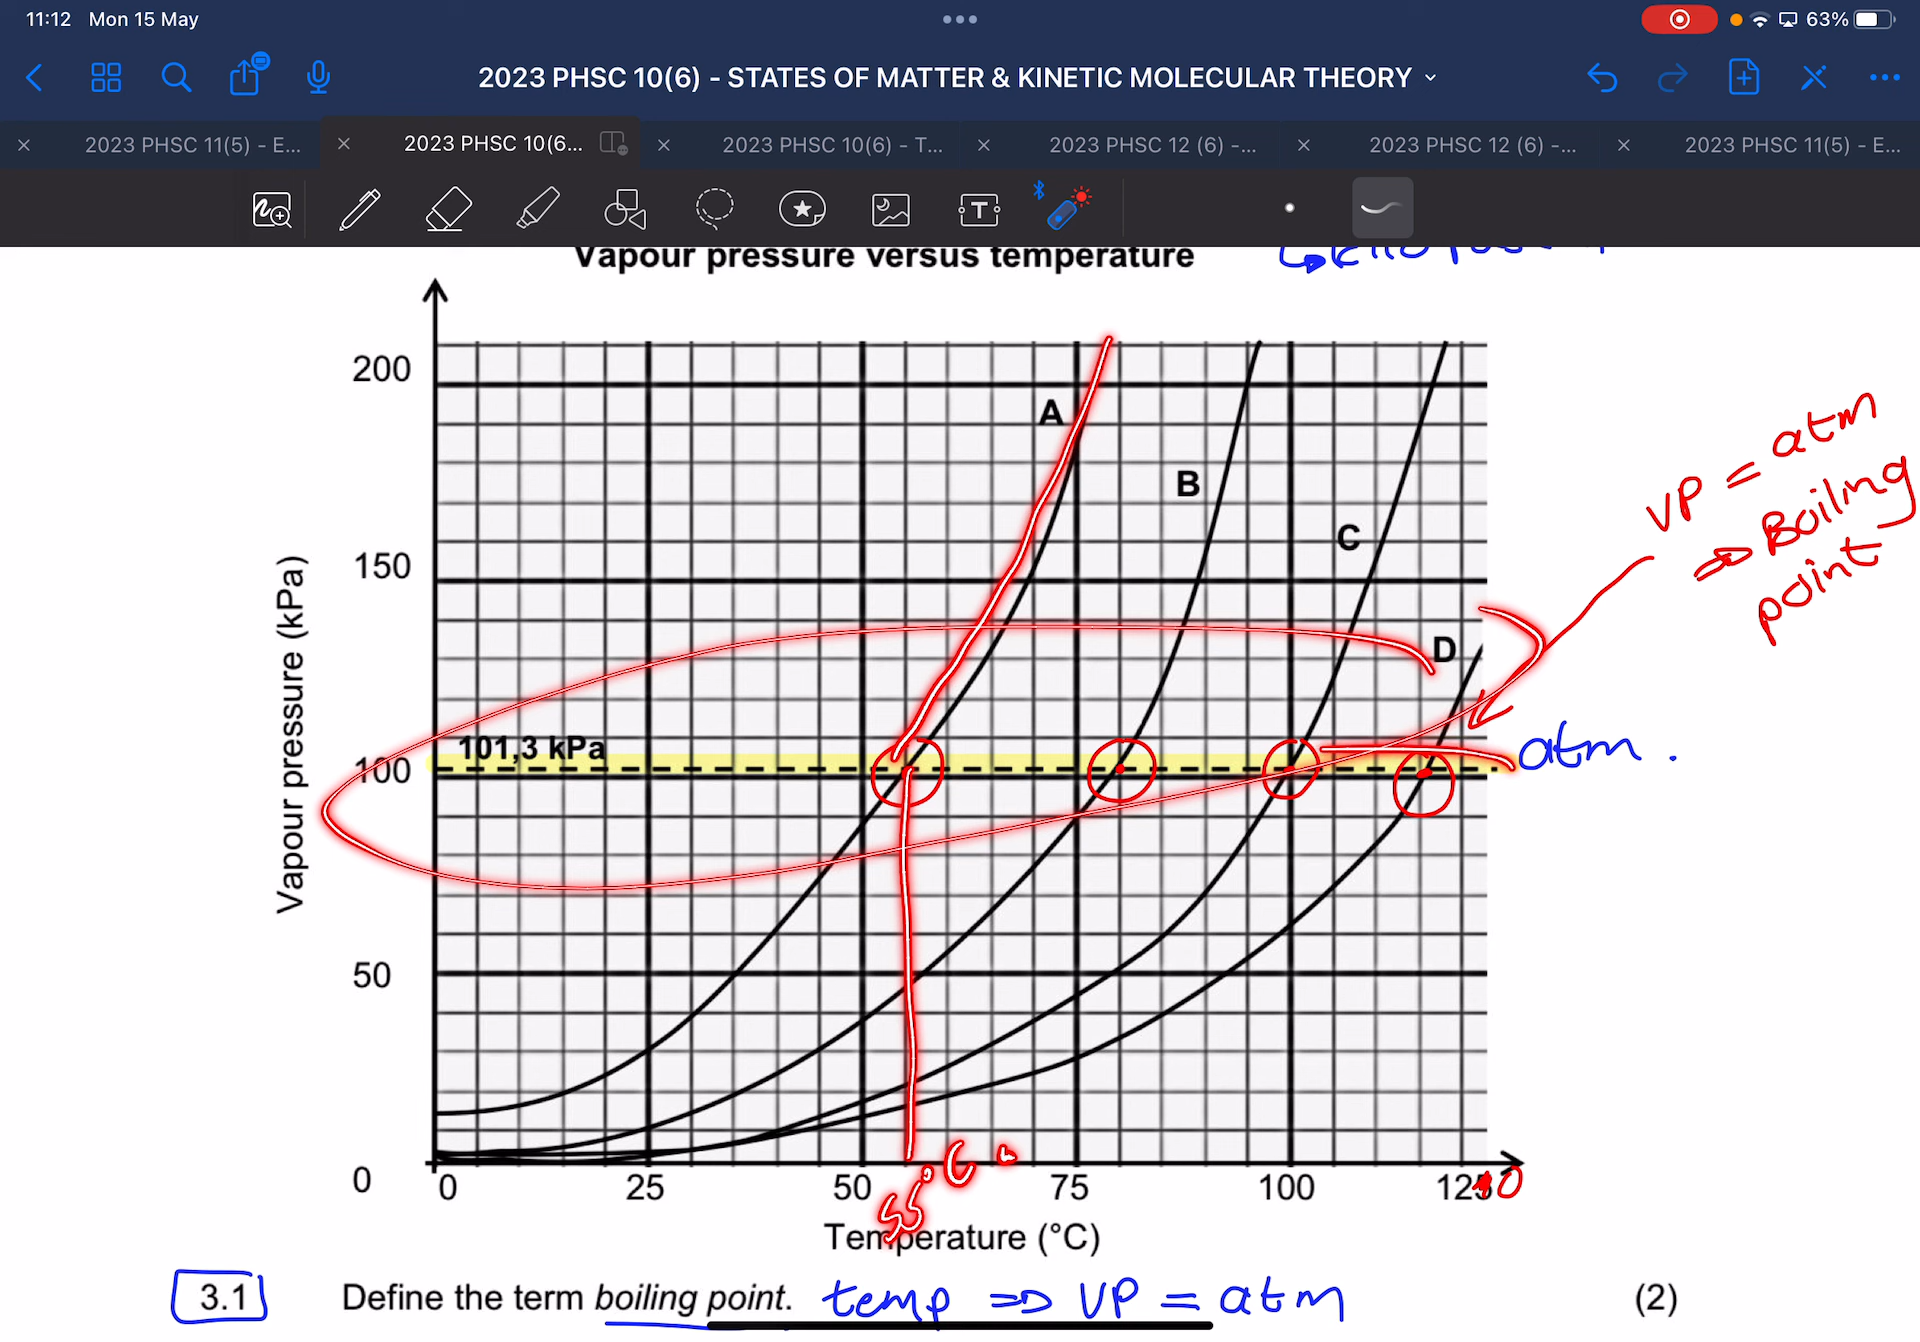 11:12 Mon 15 May
63%
2023 PHSC 10(6) - STATES OF MATTER & KINETIC MOLECULAR THEORY
2023 PHSC 11(5) - E...
2023 PHSC 10(6...
2023 PHSC 10(6) - T...
2023 PHSC 12 (6) -...
2023 PHSC 12 (6) -...
2023 PHSC 11(5) - E...
T
Vapour pressure versus temperature
200
A
VP = atm
⇒ Boiling
point
B
C
150
Vapour pressure (kPa)
D
101,3 kPa
100
atm.
50
0
0 25 50 75 100 125
55°C
Temperature (°C)
3.1 Define the term boiling point. temp ⇒ VP = atm (2)